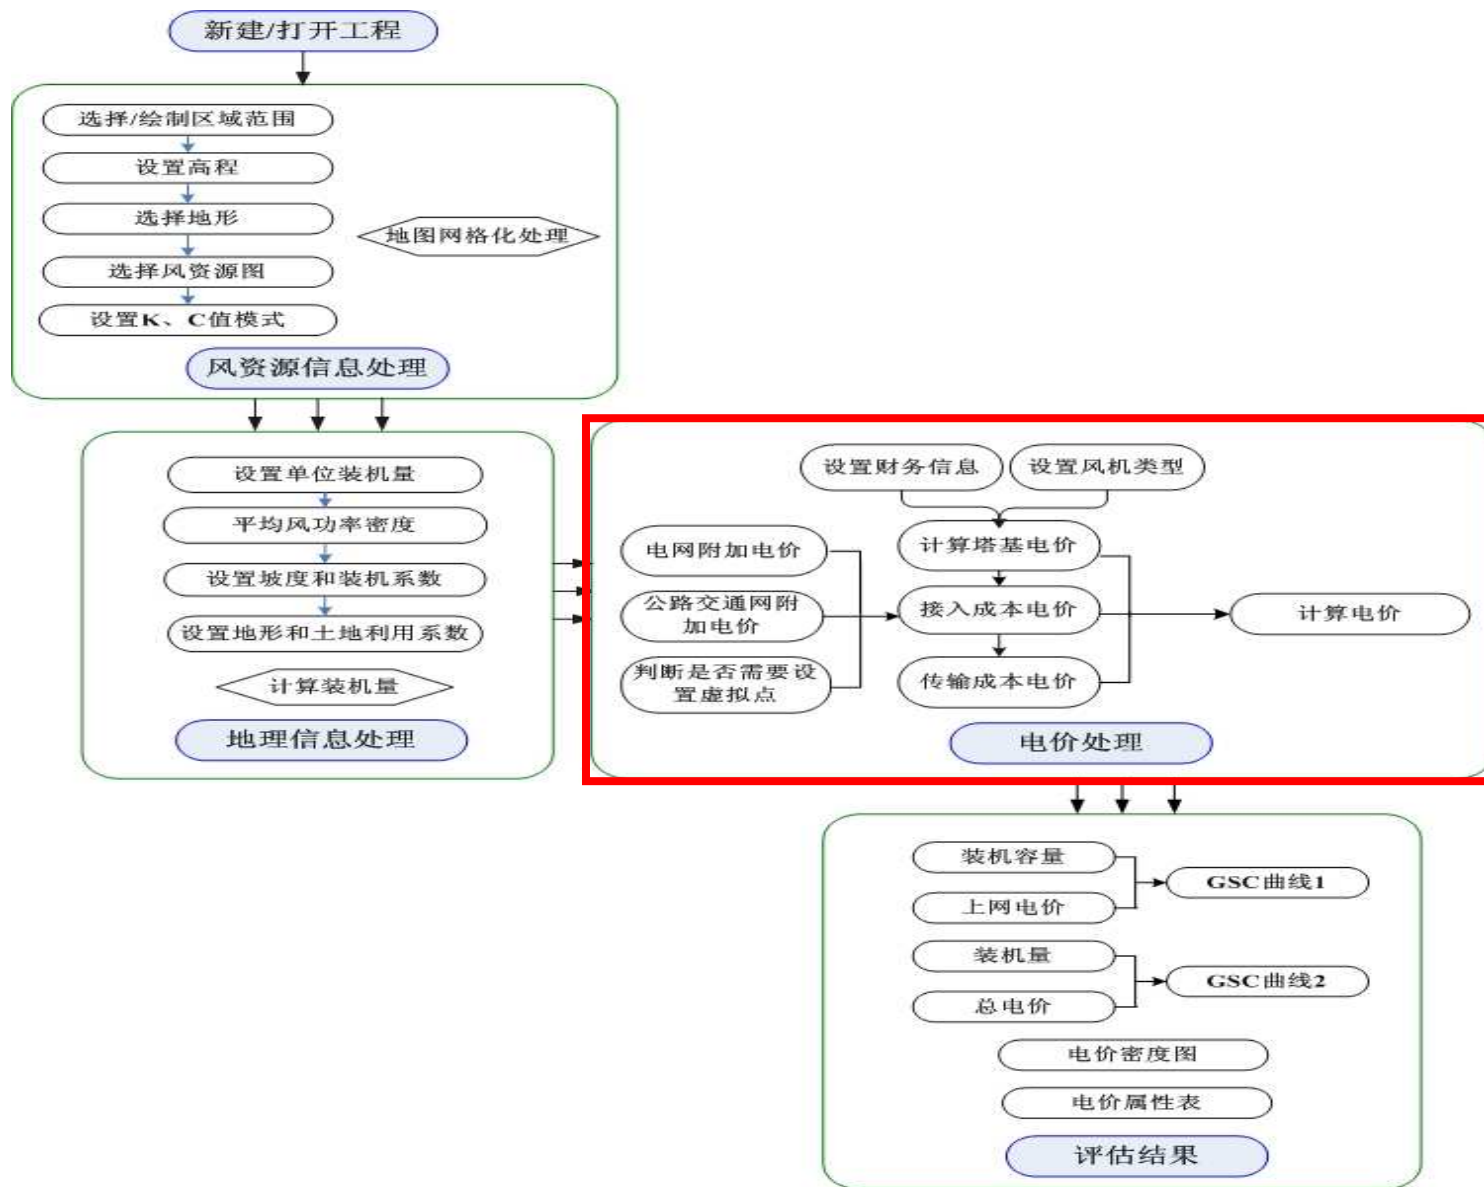 新建/打开工程
选择/绘制区域范围
设置高程
选择地形
选择风资源图
设置K、C值模式
地图网格化处理
风资源信息处理
设置单位装机量
平均风功率密度
设置坡度和装机系数
设置地形和土地利用系数
计算装机量
地理信息处理
设置财务信息
设置风机类型
电网附加电价
公路交通网附
加电价
判断是否需要设
置虚拟点
计算塔基电价
接入成本电价
传输成本电价
计算电价
电价处理
装机容量
上网电价
GSC曲线1
装机量
总电价
GSC曲线2
电价密度图
电价属性表
评估结果